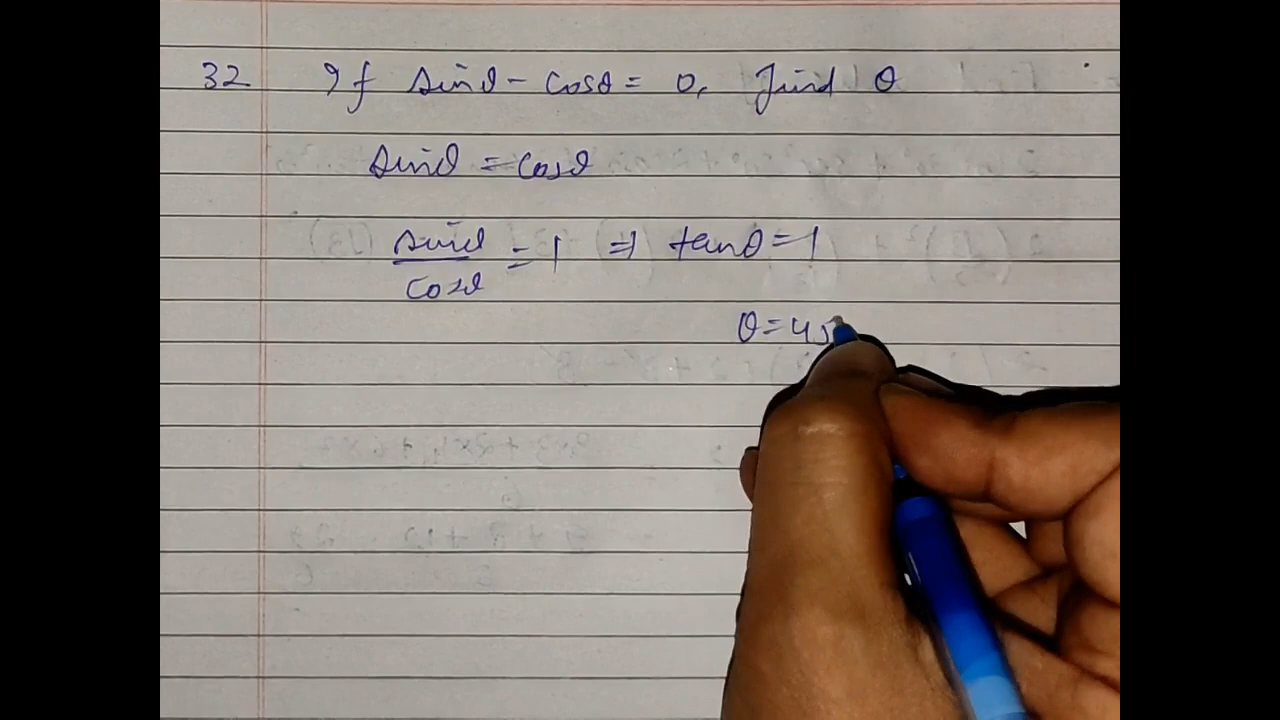 32 If sinθ - cosθ = 0, find θ
sinθ = cosθ
sinθ/cosθ = 1 ⇒ tanθ = 1
θ = 45